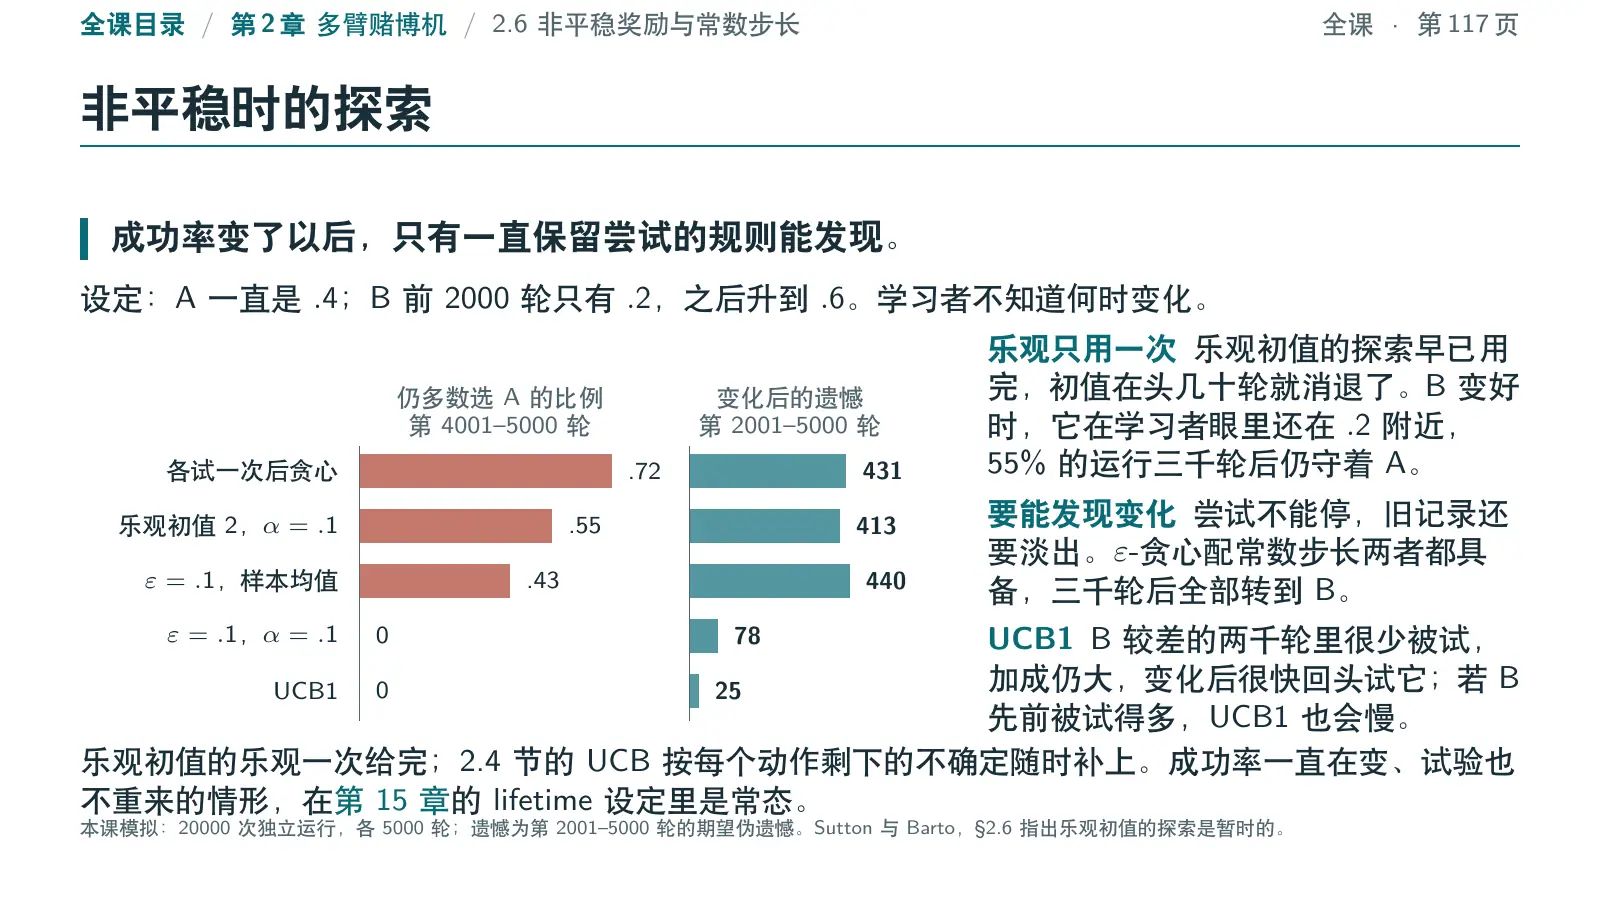 全课目录 / 第 2 章 多臂赌博机 / 2.6 非平稳奖励与常数步长
全课 · 第 117 页
非平稳时的探索
成功率变了以后，只有一直保留尝试的规则能发现。
设定：A 一直是 .4；B 前 2000 轮只有 .2，之后升到 .6。学习者不知道何时变化。
仍多数选 A 的比例
第 4001–5000 轮
变化后的遗憾
第 2001–5000 轮
各试一次后贪心 .72 431
乐观初值 2，α = .1 .55 413
ε = .1，样本均值 .43 440
ε = .1，α = .1 0 78
UCB1 0 25
乐观只用一次 乐观初值的探索早已用
完，初值在头几十轮就消退了。B 变好
时，它在学习者眼里还在 .2 附近，
55% 的运行三千轮后仍守着 A。
要能发现变化 尝试不能停，旧记录还
要淡出。ε-贪心配常数步长两者都具
备，三千轮后全部转到 B。
UCB1 B 较差的两千轮里很少被试，
加成仍大，变化后很快回头试它；若 B
先前被试得多，UCB1 也会慢。
乐观初值的乐观一次给完；2.4 节的 UCB 按每个动作剩下的不确定随时补上。成功率一直在变、试验也
不重来的情形，在第 15 章的 lifetime 设定里是常态。
本课模拟：20000 次独立运行，各 5000 轮；遗憾为第 2001–5000 轮的期望伪遗憾。Sutton 与 Barto，§2.6 指出乐观初值的探索是暂时的。